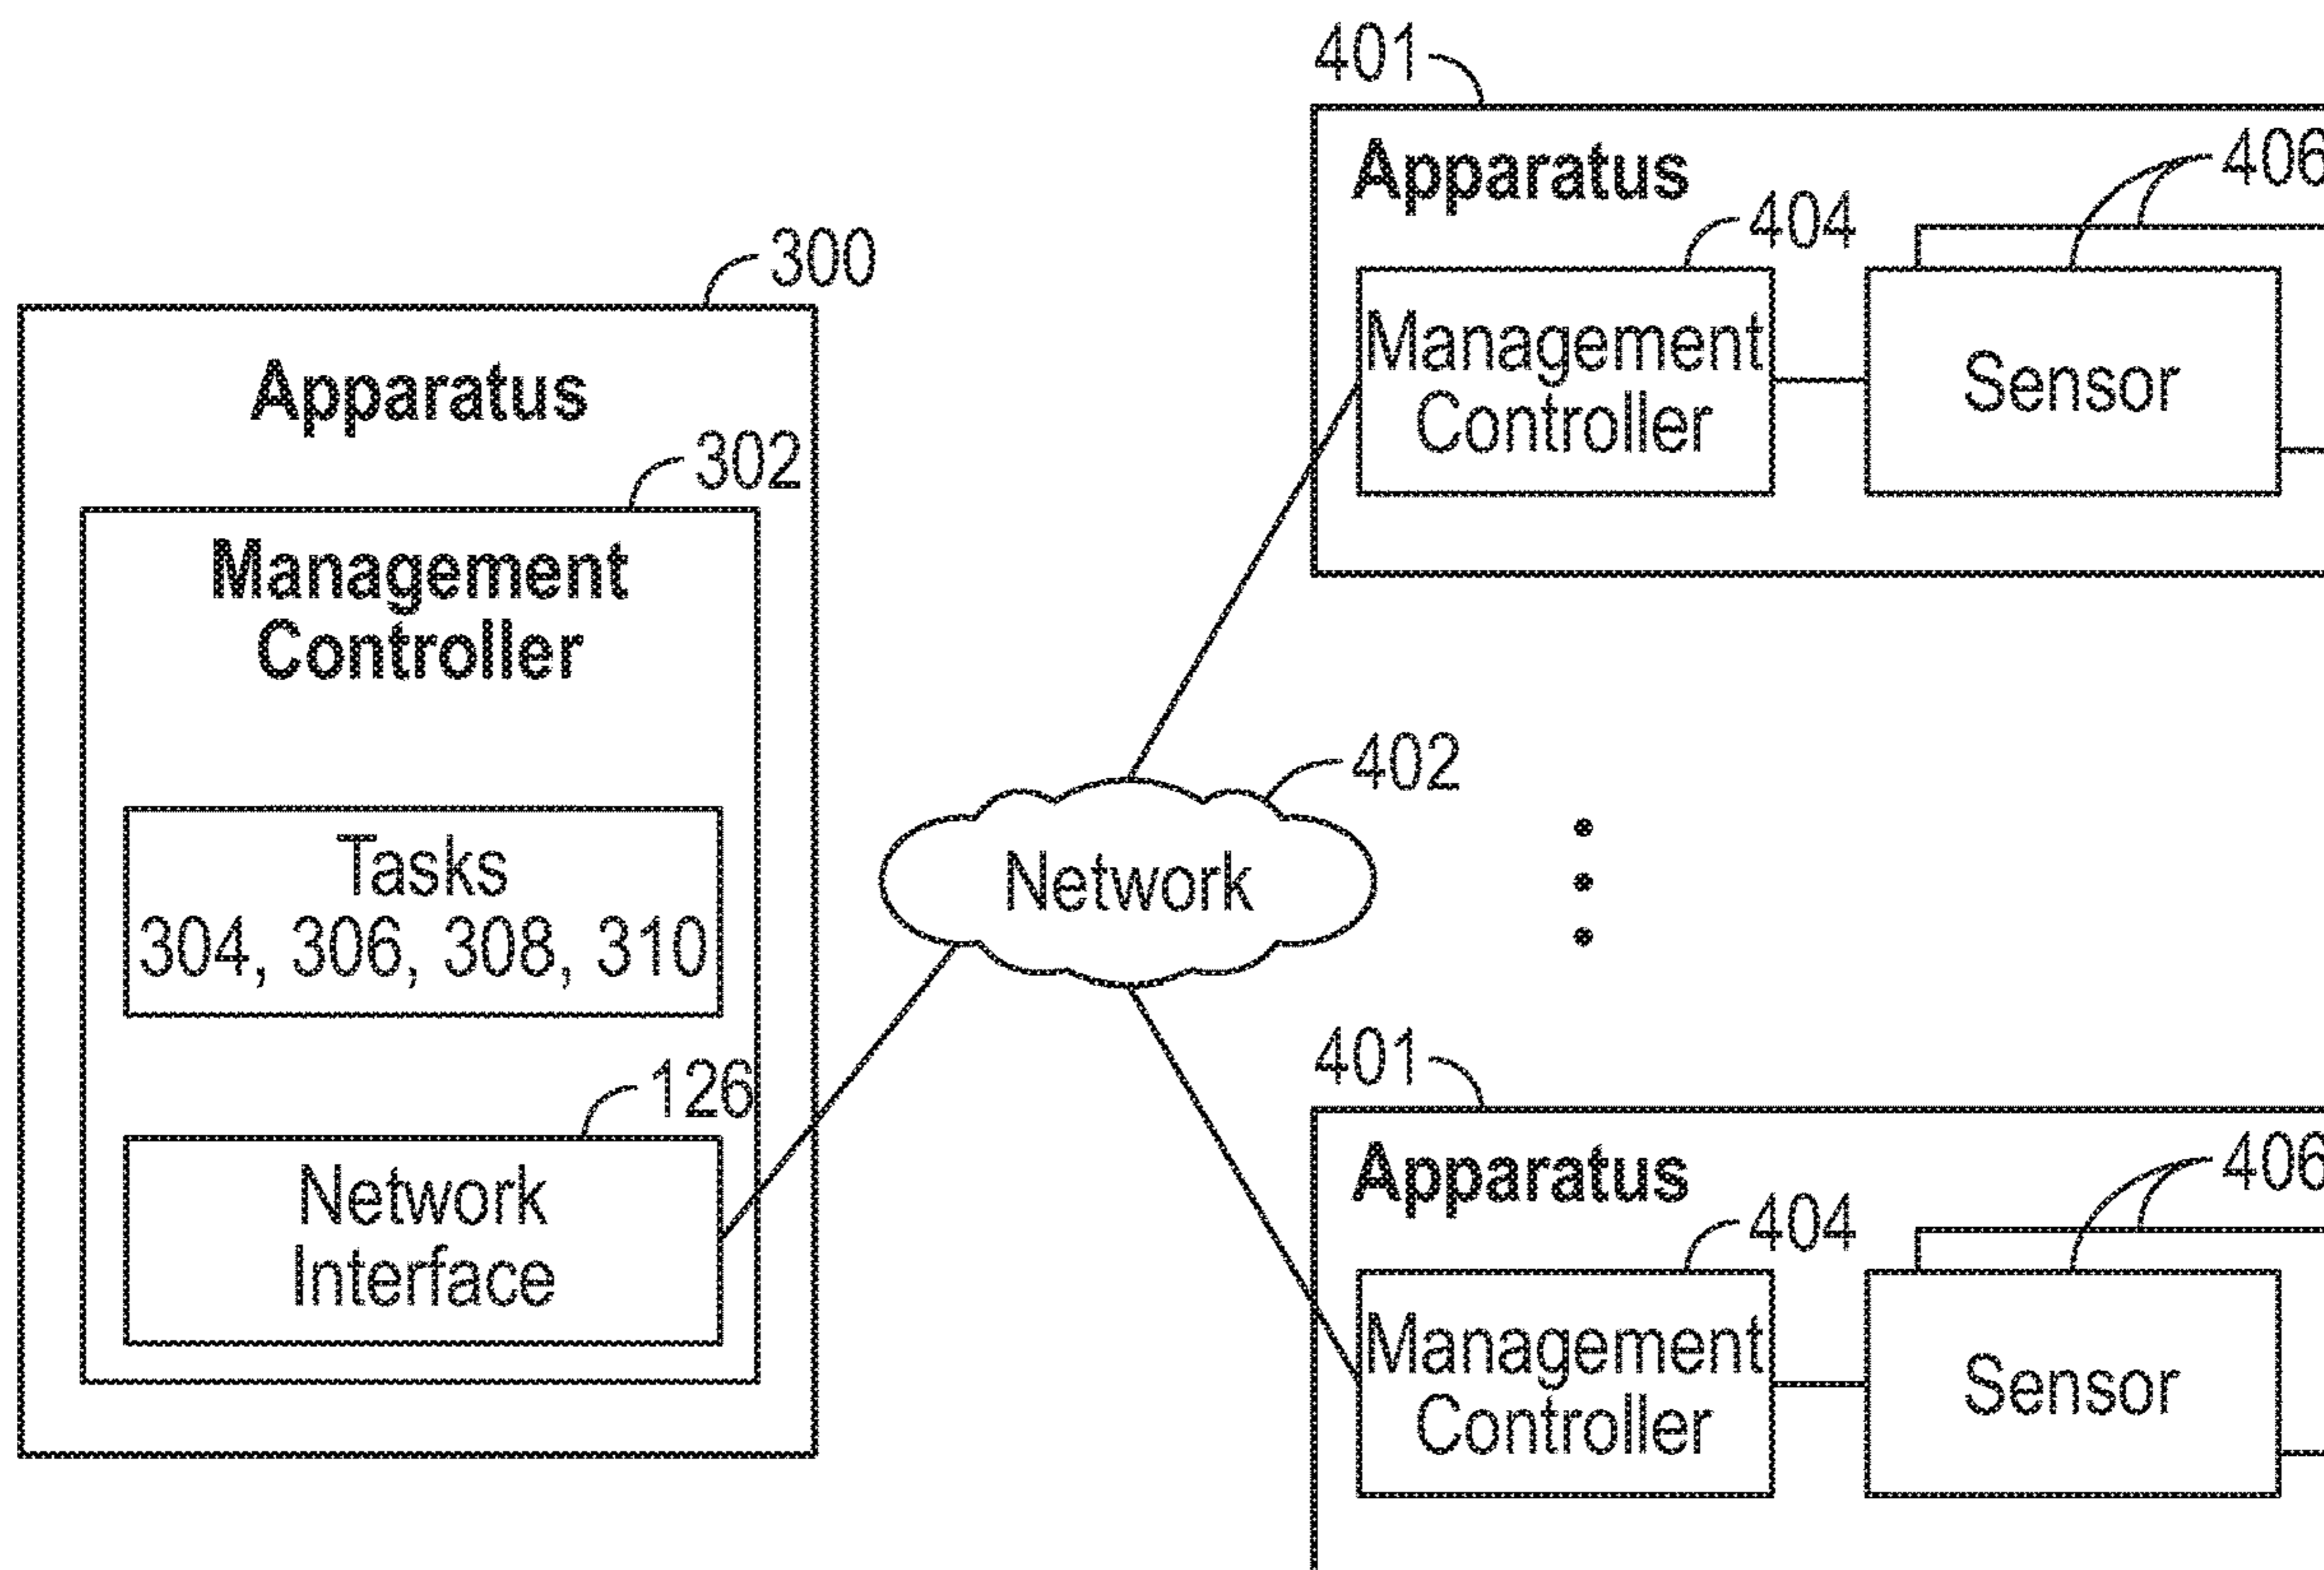 300
Apparatus
302
Management
Controller
Tasks
304, 306, 308, 310
126
Network
Interface
402
Network
401
Apparatus
404
406
Management
Controller
Sensor
401
Apparatus
404
406
Management
Controller
Sensor